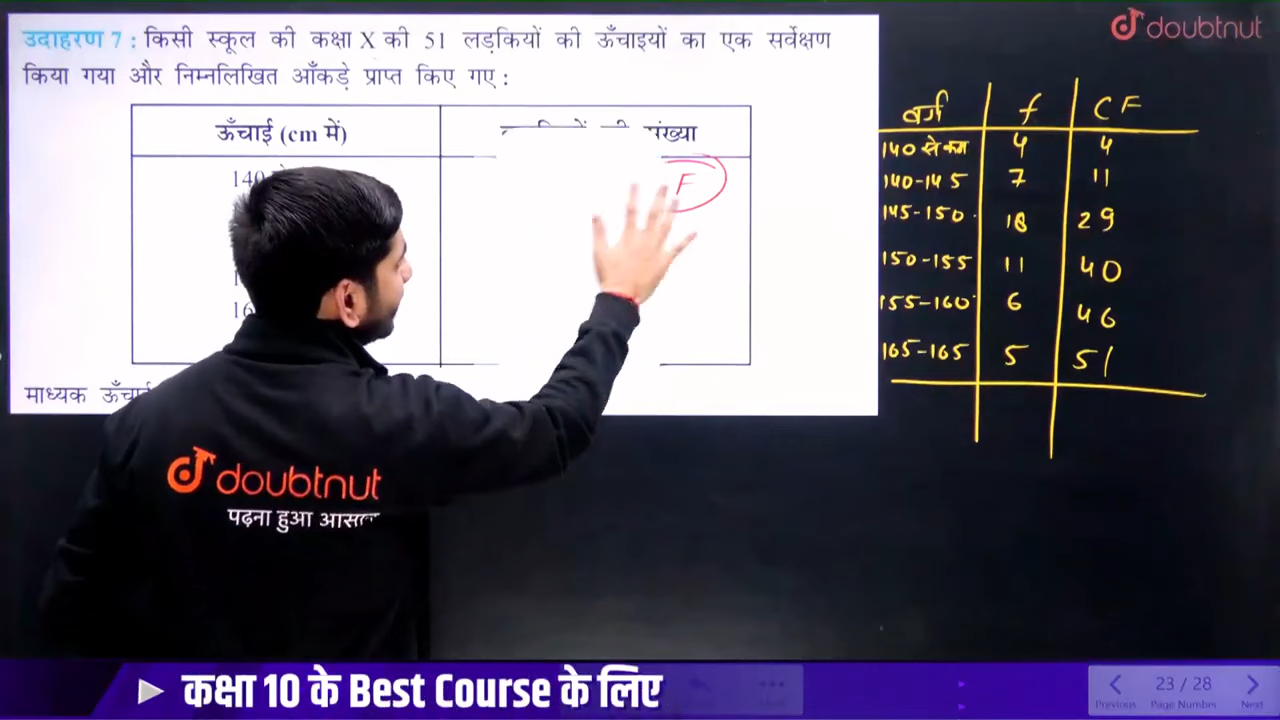 उदाहरण 7 : किसी स्कूल की कक्षा X की 51 लड़कियों की ऊँचाइयों का एक सर्वेक्षण
किया गया और निम्नलिखित आँकड़े प्राप्त किए गए :
ऊँचाई (cm में)
संख्या
140
F
16
माध्यक ऊँचाई
doubtnut
वर्ग f CF
140 से कम 4 4
140-145 7 11
145-150 18 29
150-155 11 40
155-160 6 46
165-165 5 51
doubtnut
पढ़ना हुआ आसान
कक्षा 10 के Best Course के लिए
23 / 28
Previous Page Number Next